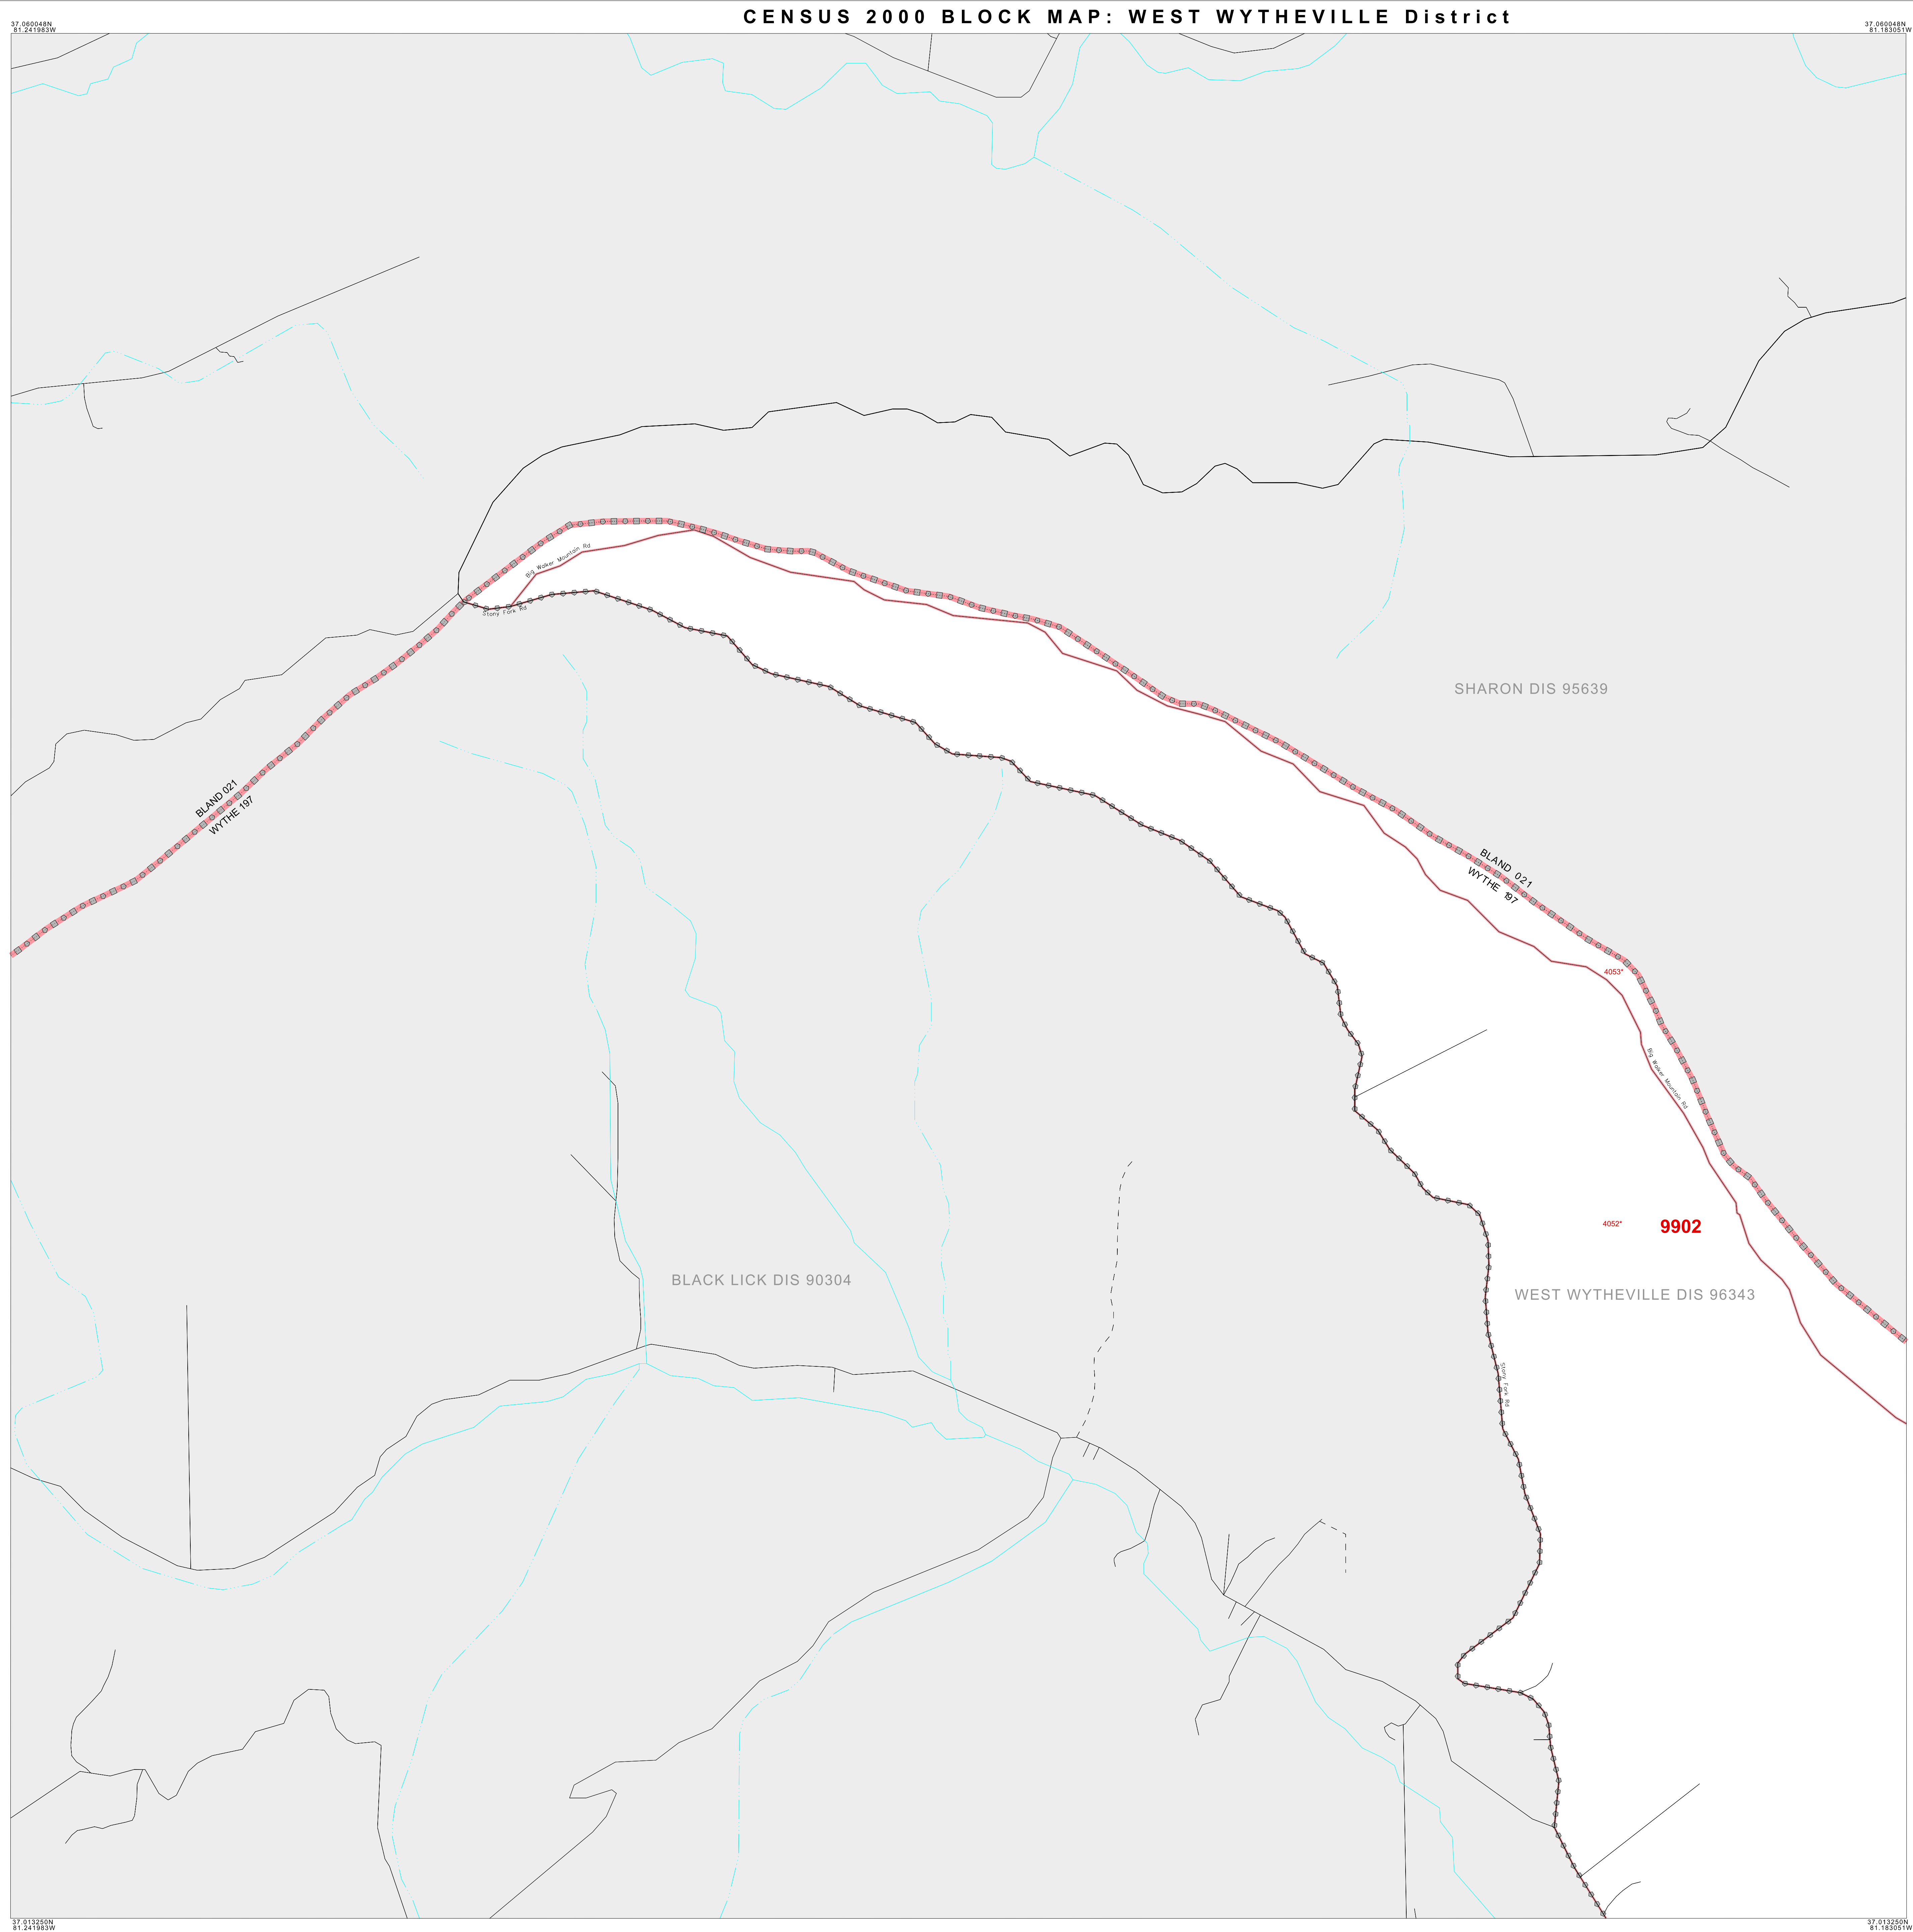 CENSUS 2000 BLOCK MAP: WEST WYTHEVILLE District
37.060048N
81.241983W
37.060048N
81.183051W
Big Walker Mountain Rd
Stony Fork Rd
SHARON DIS 95639
BLAND 021
WYTHE 197
BLAND 021
WYTHE 197
4053*
Big Walker Mountain Rd
4052*
9902
BLACK LICK DIS 90304
WEST WYTHEVILLE DIS 96343
Stony Fork Rd
37.013250N
81.241983W
37.013250N
81.183051W